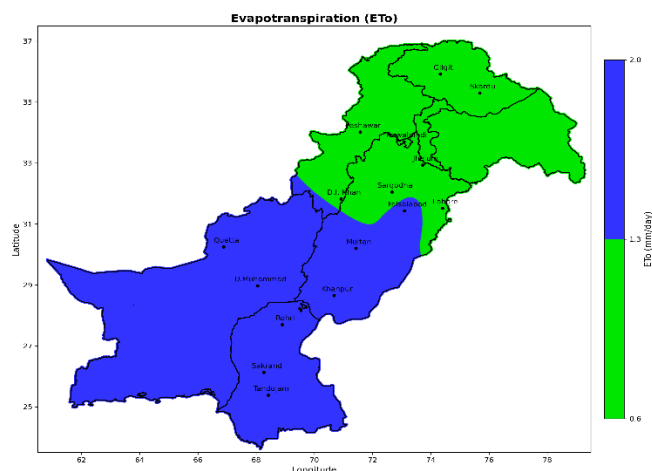 Evapotranspiration (ETo)
37
35
33
31
29
27
25
Latitude
62
64
66
68
70
72
74
76
78
Longitude
Gilgit
Skardu
Peshawar
Rawalpindi
Jhelum
D.I. Khan
Sargodha
Faisalabad
Lahore
Quetta
Multan
D.Muhammad
Khanpur
Rohri
Sakrand
Tandojam
2.0
1.3
0.6
ETo (mm/day)